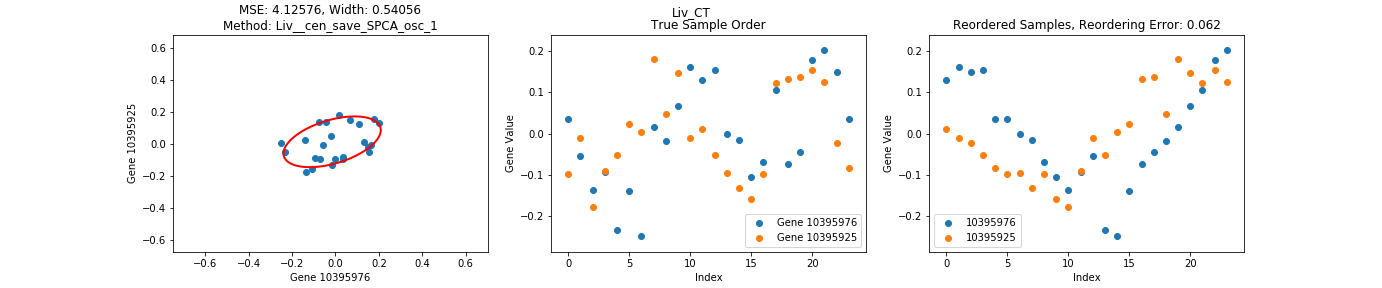 Liv_CT
MSE: 4.12576, Width: 0.54056
Method: Liv__cen_save_SPCA_osc_1
0.6
0.4
0.2
0.0
−0.2
−0.4
−0.6
Gene 10395925
−0.6 −0.4 −0.2 0.0 0.2 0.4 0.6
Gene 10395976
True Sample Order
0.2
0.1
0.0
−0.1
−0.2
Gene Value
Gene 10395976
Gene 10395925
0 5 10 15 20
Index
Reordered Samples, Reordering Error: 0.062
0.2
0.1
0.0
−0.1
−0.2
Gene Value
10395976
10395925
0 5 10 15 20
Index